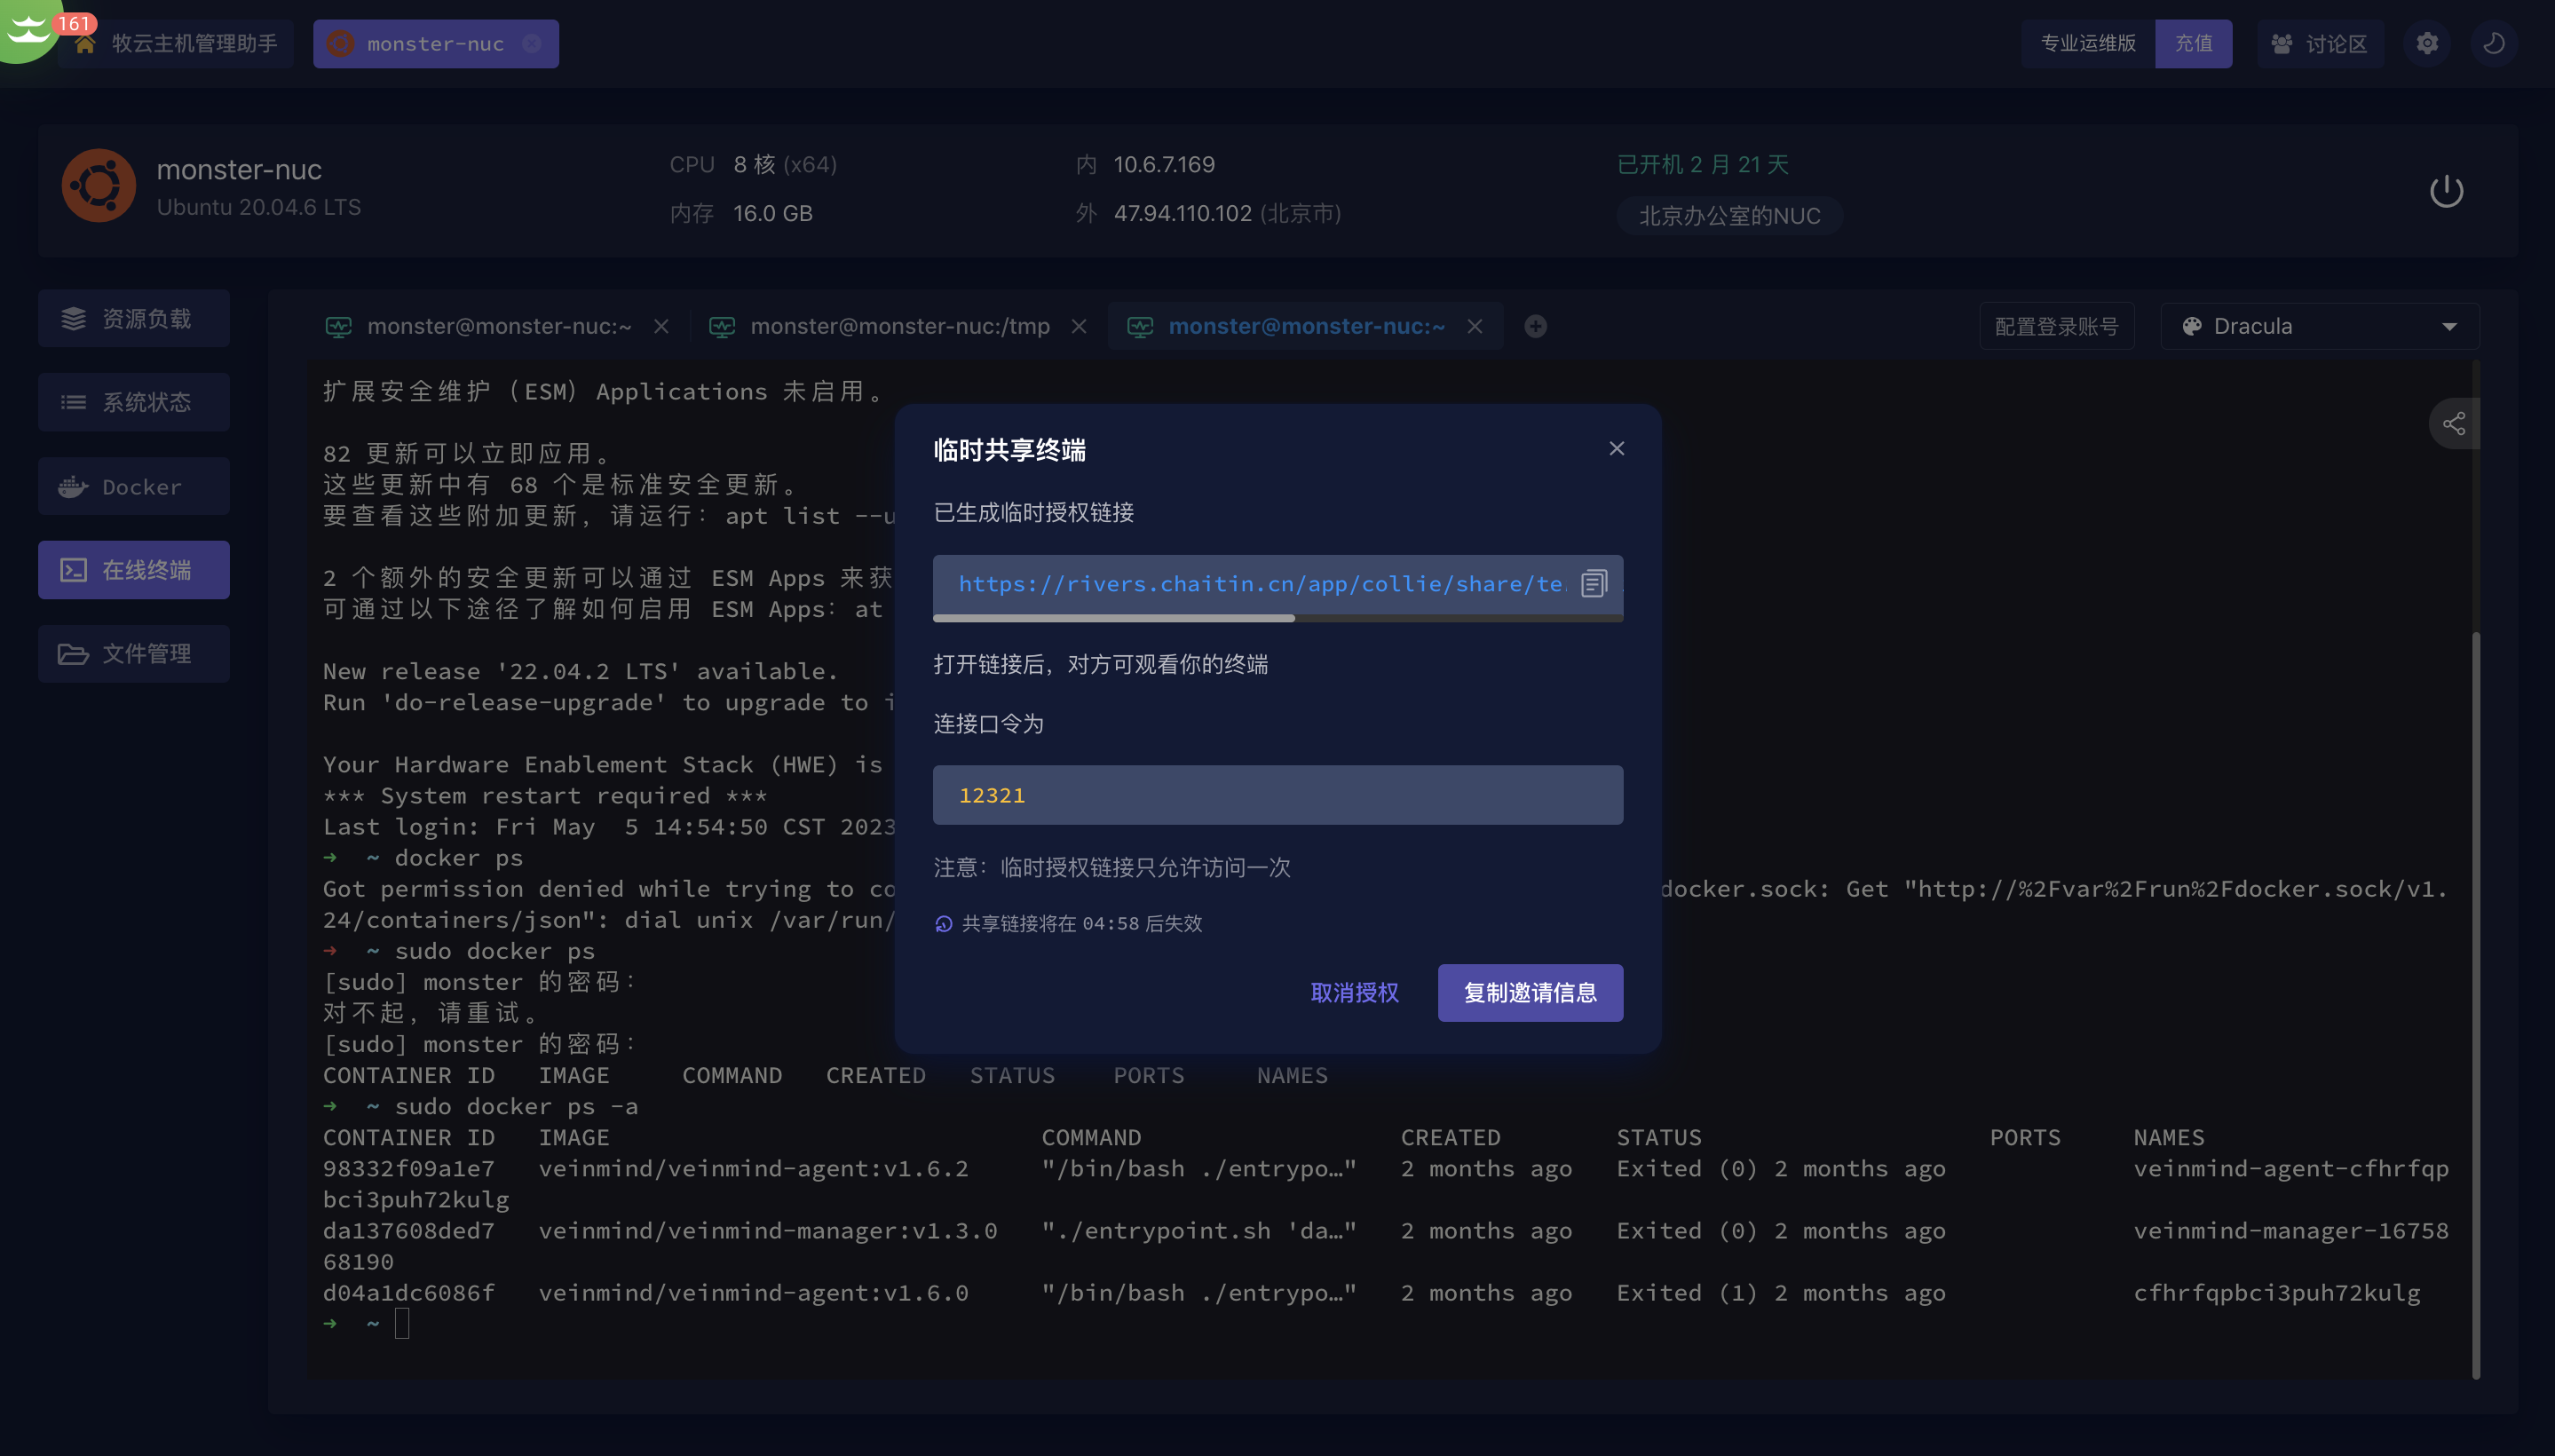 161
牧云主机管理助手
monster-nuc
专业运维版
充值
讨论区
monster-nuc
Ubuntu 20.04.6 LTS
CPU 8 核 (x64)
内存 16.0 GB
内 10.6.7.169
外 47.94.110.102 (北京市)
已开机 2 月 21 天
北京办公室的NUC
资源负载
系统状态
Docker
在线终端
文件管理
monster@monster-nuc:~
monster@monster-nuc:/tmp
monster@monster-nuc:~
配置登录账号
Dracula
扩展安全维护（ESM）Applications 未启用。
82 更新可以立即应用。
这些更新中有 68 个是标准安全更新。
要查看这些附加更新，请运行：apt list --u
2 个额外的安全更新可以通过 ESM Apps 来获
可通过以下途径了解如何启用 ESM Apps：at
New release '22.04.2 LTS' available.
Run 'do-release-upgrade' to upgrade to i
Your Hardware Enablement Stack (HWE) is
*** System restart required ***
Last login: Fri May  5 14:54:50 CST 2023
➜  ~ docker ps
Got permission denied while trying to co
docker.sock: Get "http://%2Fvar%2Frun%2Fdocker.sock/v1.
24/containers/json": dial unix /var/run/
➜  ~ sudo docker ps
[sudo] monster 的密码：
对不起，请重试。
[sudo] monster 的密码：
CONTAINER ID   IMAGE     COMMAND   CREATED   STATUS    PORTS     NAMES
➜  ~ sudo docker ps -a
CONTAINER ID   IMAGE                              COMMAND                  CREATED        STATUS                    PORTS     NAMES
98332f09a1e7   veinmind/veinmind-agent:v1.6.2     "/bin/bash ./entrypo…"   2 months ago   Exited (0) 2 months ago             veinmind-agent-cfhrfqp
bci3puh72kulg
da137608ded7   veinmind/veinmind-manager:v1.3.0   "./entrypoint.sh 'da…"   2 months ago   Exited (0) 2 months ago             veinmind-manager-16758
68190
d04a1dc6086f   veinmind/veinmind-agent:v1.6.0     "/bin/bash ./entrypo…"   2 months ago   Exited (1) 2 months ago             cfhrfqpbci3puh72kulg
➜  ~
临时共享终端
已生成临时授权链接
https://rivers.chaitin.cn/app/collie/share/te
打开链接后，对方可观看你的终端
连接口令为
12321
注意：临时授权链接只允许访问一次
共享链接将在 04:58 后失效
取消授权
复制邀请信息